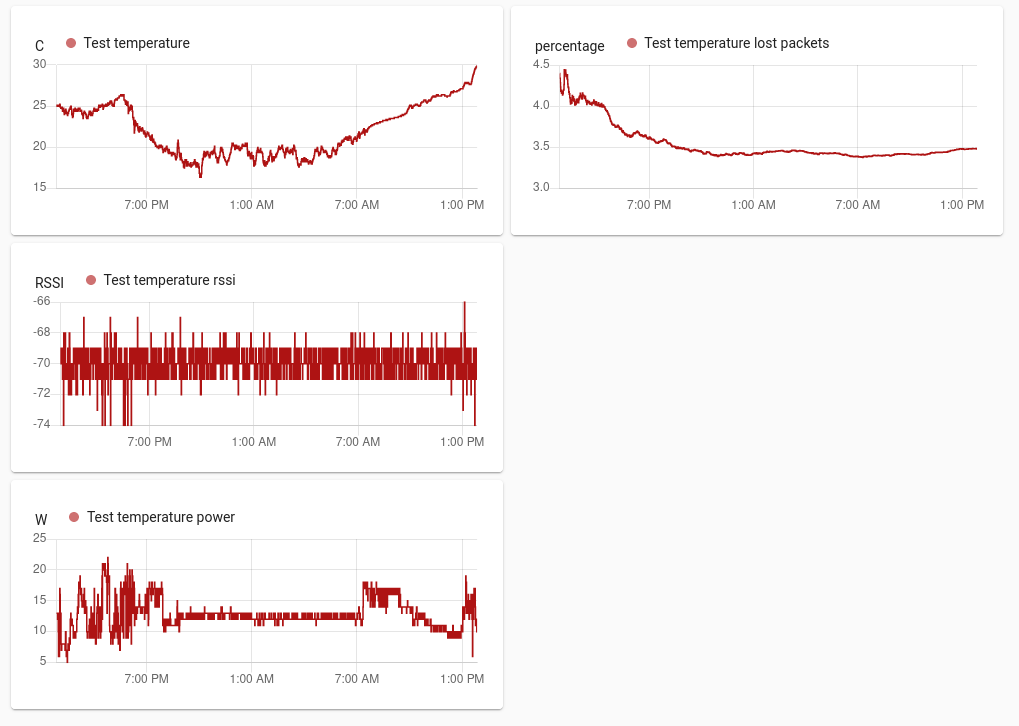 C Test temperature
30
25
20
15
7:00 PM 1:00 AM 7:00 AM 1:00 PM
percentage Test temperature lost packets
4.5
4.0
3.5
3.0
7:00 PM 1:00 AM 7:00 AM 1:00 PM
RSSI Test temperature rssi
-66
-68
-70
-72
-74
7:00 PM 1:00 AM 7:00 AM 1:00 PM
W Test temperature power
25
20
15
10
5
7:00 PM 1:00 AM 7:00 AM 1:00 PM